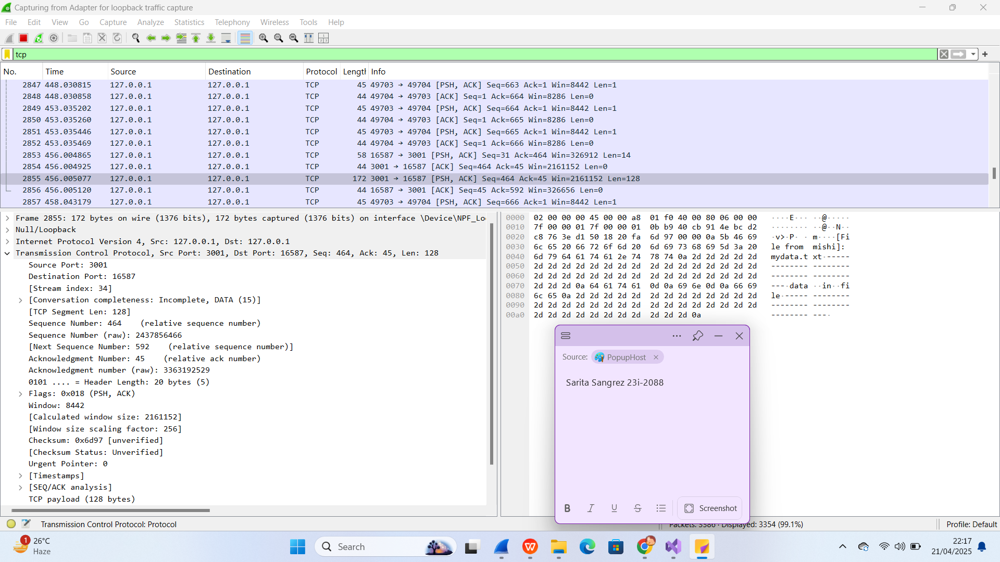 Capturing from Adapter for loopback traffic capture
File Edit View Go Capture Analyze Statistics Telephony Wireless Tools Help
tcp
No. Time Source Destination Protocol Length Info
2847 448.030815 127.0.0.1 127.0.0.1 TCP 45 49703 → 49704 [PSH, ACK] Seq=663 Ack=1 Win=8442 Len=1
2848 448.030858 127.0.0.1 127.0.0.1 TCP 44 49704 → 49703 [ACK] Seq=1 Ack=664 Win=8286 Len=0
2849 453.035202 127.0.0.1 127.0.0.1 TCP 45 49703 → 49704 [PSH, ACK] Seq=664 Ack=1 Win=8442 Len=1
2850 453.035260 127.0.0.1 127.0.0.1 TCP 44 49704 → 49703 [ACK] Seq=1 Ack=665 Win=8286 Len=0
2851 453.035446 127.0.0.1 127.0.0.1 TCP 45 49703 → 49704 [PSH, ACK] Seq=665 Ack=1 Win=8442 Len=1
2852 453.035469 127.0.0.1 127.0.0.1 TCP 44 49704 → 49703 [ACK] Seq=1 Ack=666 Win=8286 Len=0
2853 456.004865 127.0.0.1 127.0.0.1 TCP 58 16587 → 3001 [PSH, ACK] Seq=31 Ack=464 Win=326912 Len=14
2854 456.004925 127.0.0.1 127.0.0.1 TCP 44 3001 → 16587 [ACK] Seq=464 Ack=45 Win=2161152 Len=0
2855 456.005077 127.0.0.1 127.0.0.1 TCP 172 3001 → 16587 [PSH, ACK] Seq=464 Ack=45 Win=2161152 Len=128
2856 456.005120 127.0.0.1 127.0.0.1 TCP 44 16587 → 3001 [ACK] Seq=45 Ack=592 Win=326656 Len=0
2857 458.043179 127.0.0.1 127.0.0.1 TCP 45 49703 → 49704 [PSH, ACK] Seq=666 Ack=1 Win=8442 Len=1
Frame 2855: 172 bytes on wire (1376 bits), 172 bytes captured (1376 bits) on interface \Device\NPF_Lo
Null/Loopback
Internet Protocol Version 4, Src: 127.0.0.1, Dst: 127.0.0.1
Transmission Control Protocol, Src Port: 3001, Dst Port: 16587, Seq: 464, Ack: 45, Len: 128
Source Port: 3001
Destination Port: 16587
[Stream index: 34]
[Conversation completeness: Incomplete, DATA (15)]
[TCP Segment Len: 128]
Sequence Number: 464 (relative sequence number)
Sequence Number (raw): 2437856466
[Next Sequence Number: 592 (relative sequence number)]
Acknowledgment Number: 45 (relative ack number)
Acknowledgment number (raw): 3363192529
0101 .... = Header Length: 20 bytes (5)
Flags: 0x018 (PSH, ACK)
Window: 8442
[Calculated window size: 2161152]
[Window size scaling factor: 256]
Checksum: 0x6d97 [unverified]
[Checksum Status: Unverified]
Urgent Pointer: 0
[Timestamps]
[SEQ/ACK analysis]
TCP payload (128 bytes)
0000 02 00 00 00 45 00 00 a8 01 f0 40 00 80 06 00 00 ····E··· ··@·····
0010 7f 00 00 01 7f 00 00 01 0b b9 40 cb 91 4e bc d2 ········ ··@··N··
0020 c8 76 3e d1 50 18 20 fa 6d 97 00 00 0a 5b 46 69 ·v>·P· · m····[Fi
0030 6c 65 20 66 72 6f 6d 20 6d 69 73 68 69 5d 3a 20 le from mishi]:
0040 6d 79 64 61 74 61 2e 74 78 74 0a 2d 2d 2d 2d 2d mydata.t xt·-----
0050 2d 2d 2d 2d 2d 2d 2d 2d 2d 2d 2d 2d 2d 2d 2d 2d -------- --------
0060 2d 2d 2d 2d 2d 2d 2d 2d 2d 2d 2d 2d 2d 2d 2d 2d -------- --------
0070 2d 2d 2d 0a 64 61 74 61 0d 0a 69 6e 0d 0a 66 69 ---·data ··in··fi
0080 6c 65 0a 2d 2d 2d 2d 2d 2d 2d 2d 2d 2d 2d 2d 2d le·----- --------
0090 2d 2d 2d 2d 2d 2d 2d 2d 2d 2d 2d 2d 2d 2d 2d 2d -------- --------
00a0 2d 2d 2d 2d 2d 2d 2d 2d 2d 2d 2d 0a -------- ---·
Source: PopupHost
Sarita Sangrez 23i-2088
B I U S Screenshot
Transmission Control Protocol: Protocol
Packets: 3386 · Displayed: 3354 (99.1%)
Profile: Default
1
26°C
Haze
Search
22:17
21/04/2025